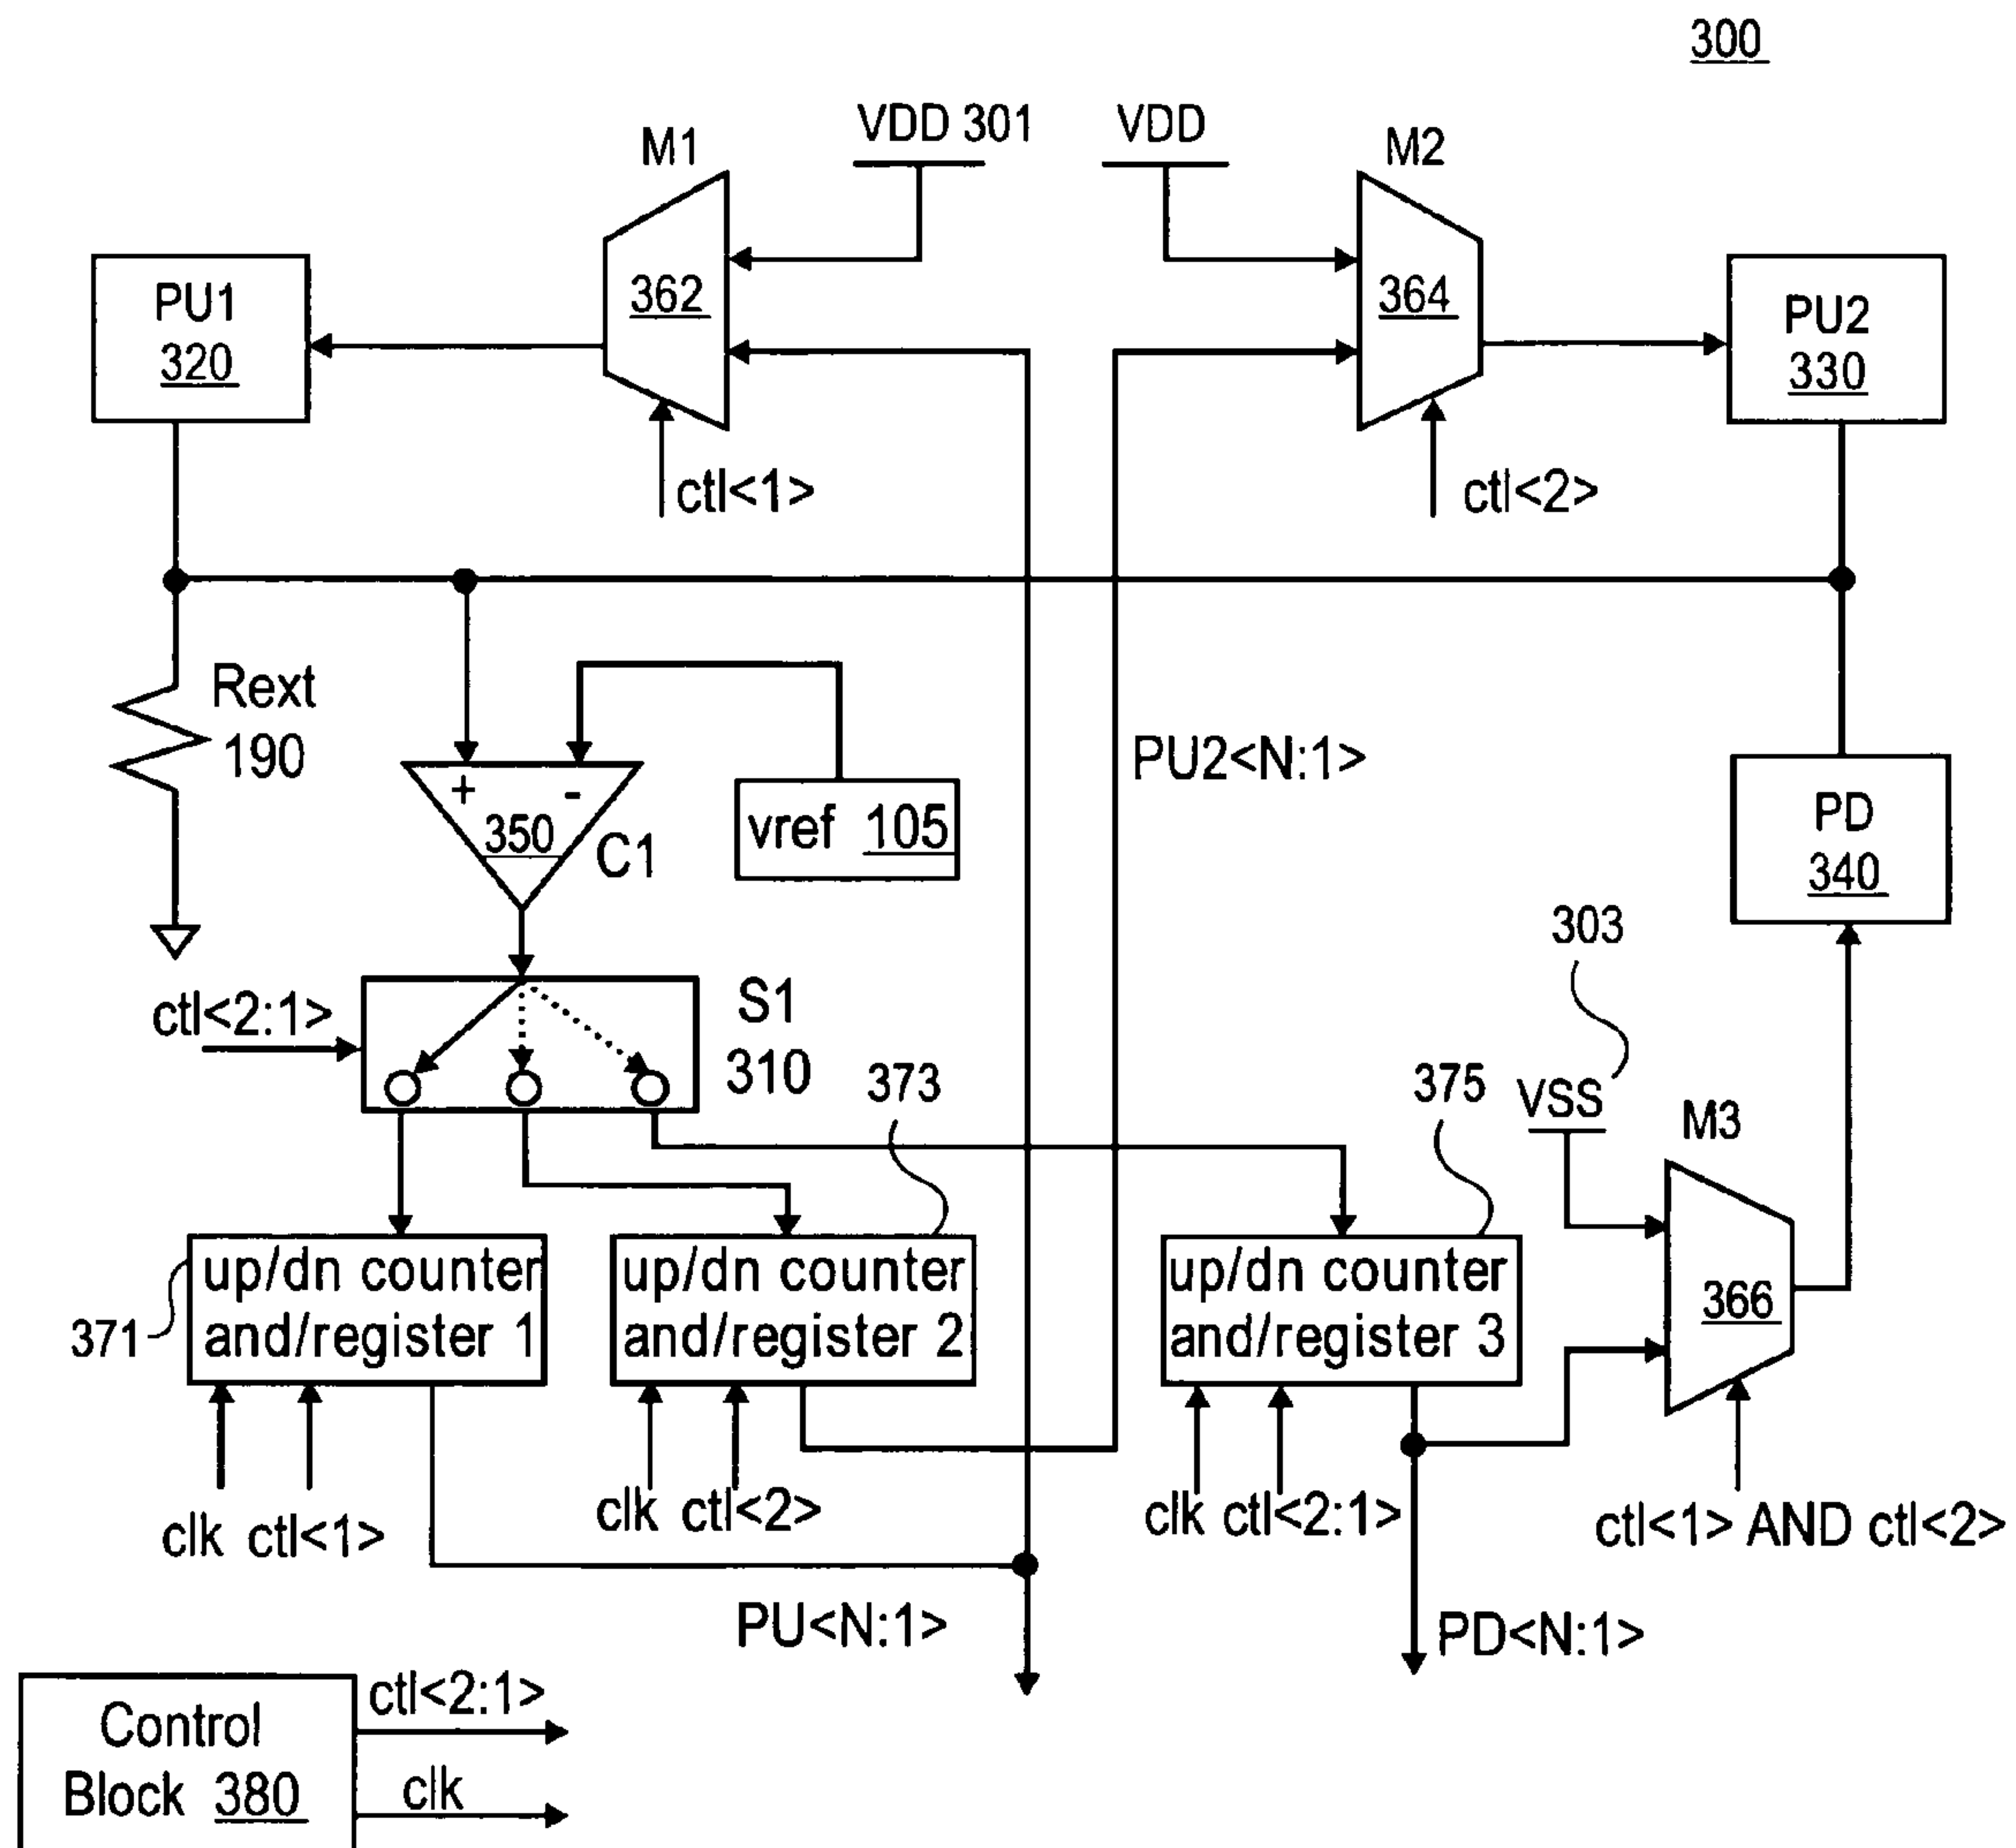 300
VDD 301
VDD
M1
M2
362
364
PU1
320
PU2
330
ctl<1>
ctl<2>
Rext
190
+
-
350
C1
vref 105
PU2<N:1>
PD
340
303
VSS
ctl<2:1>
S1
310
373
375
M3
366
371
up/dn counter
and/register 1
up/dn counter
and/register 2
up/dn counter
and/register 3
clk ctl<1>
clk ctl<2>
clk ctl<2:1>
ctl<1> AND ctl<2>
PU<N:1>
PD<N:1>
Control
Block 380
ctl<2:1>
clk